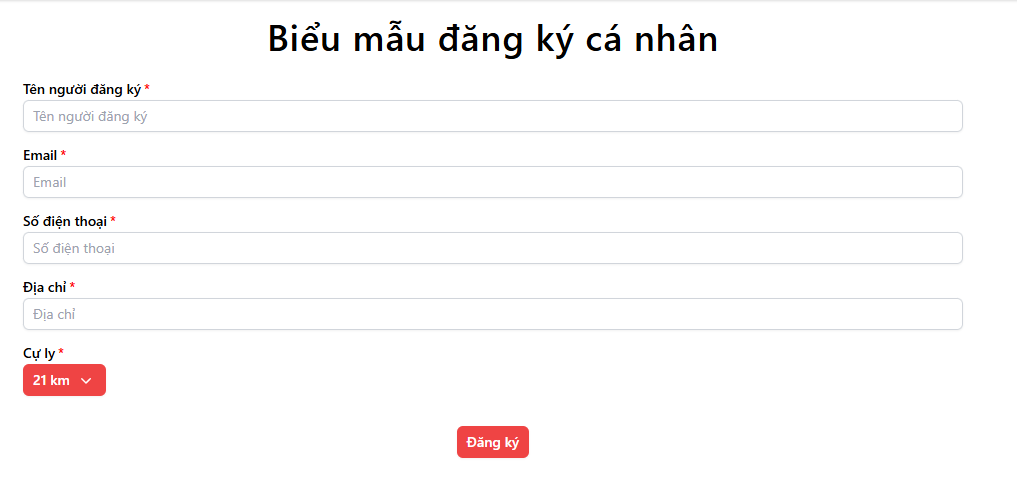 Biểu mẫu đăng ký cá nhân
Tên người đăng ký *
Tên người đăng ký
Email *
Email
Số điện thoại *
Số điện thoại
Địa chỉ *
Địa chỉ
Cự ly *
21 km
Đăng ký